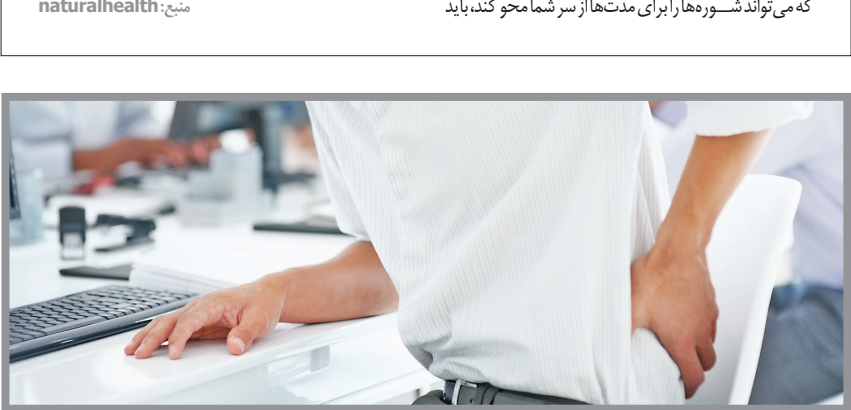 که می‌تواند شوره‌ها را برای مدت‌ها از سر شما محو کند، باید
منبع: naturalhealth